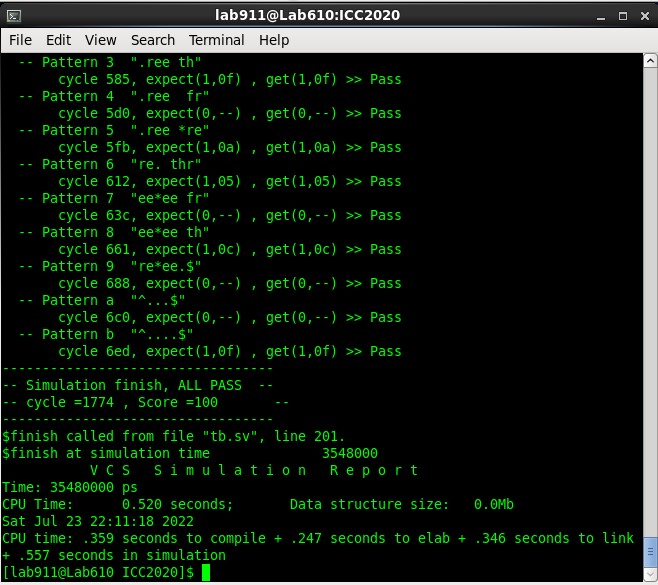 lab911@Lab610:ICC2020
File Edit View Search Terminal Help
-- Pattern 3 ".ree th"
cycle 585, expect(1,0f) , get(1,0f) >> Pass
-- Pattern 4 ".ree  fr"
cycle 5d0, expect(0,--) , get(0,--) >> Pass
-- Pattern 5 ".ree *re"
cycle 5fb, expect(1,0a) , get(1,0a) >> Pass
-- Pattern 6 "re. thr"
cycle 612, expect(1,05) , get(1,05) >> Pass
-- Pattern 7 "ee*ee fr"
cycle 63c, expect(0,--) , get(0,--) >> Pass
-- Pattern 8 "ee*ee th"
cycle 661, expect(1,0c) , get(1,0c) >> Pass
-- Pattern 9 "re*ee.$"
cycle 688, expect(0,--) , get(0,--) >> Pass
-- Pattern a "^...$"
cycle 6c0, expect(0,--) , get(0,--) >> Pass
-- Pattern b "^....$"
cycle 6ed, expect(1,0f) , get(1,0f) >> Pass
----------------------------------
-- Simulation finish, ALL PASS --
-- cycle =1774 , Score =100 --
----------------------------------
$finish called from file "tb.sv", line 201.
$finish at simulation time 3548000
V C S  S i m u l a t i o n  R e p o r t
Time: 35480000 ps
CPU Time: 0.520 seconds; Data structure size: 0.0Mb
Sat Jul 23 22:11:18 2022
CPU time: .359 seconds to compile + .247 seconds to elab + .346 seconds to link
+ .557 seconds in simulation
[lab911@Lab610 ICC2020]$